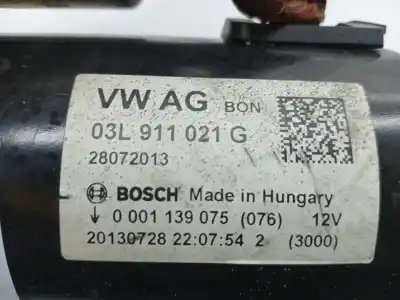 VW AG BON
03L 911 021 G
28072013
BOSCH Made in Hungary
↓ 0 001 139 075 (076) 12V
20130728 22:07:54 2 (3000)